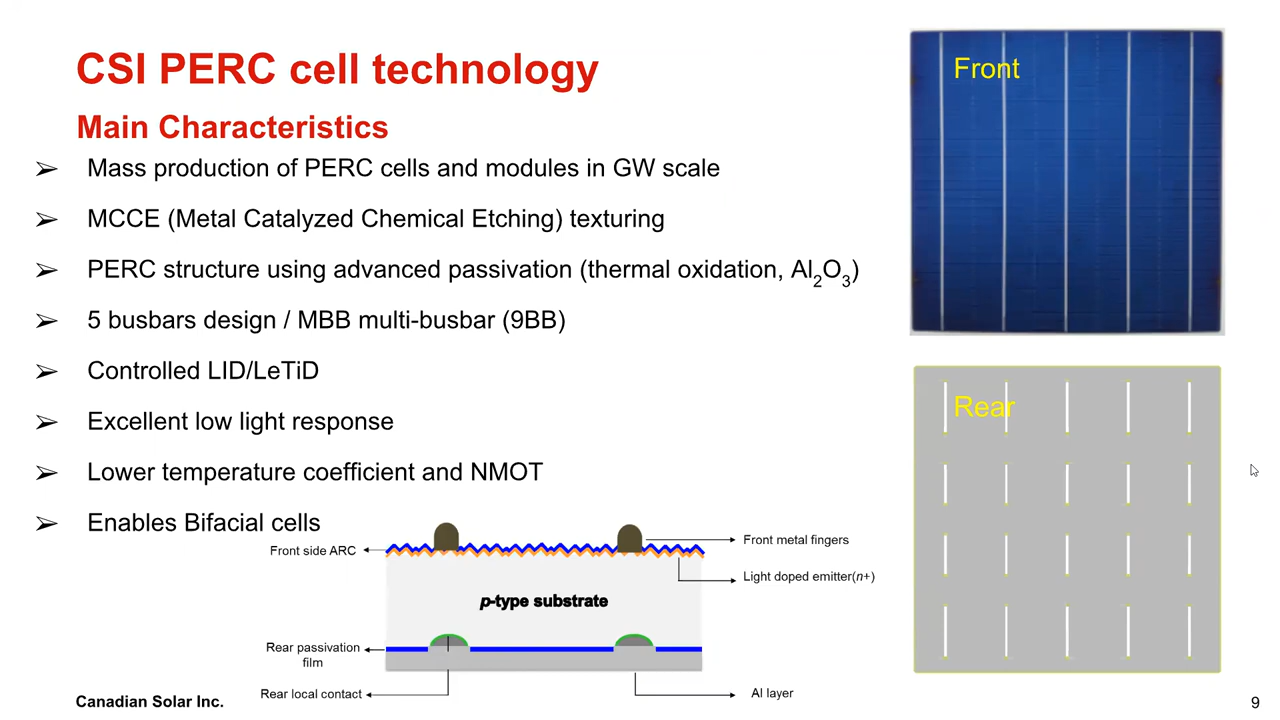 CSI PERC cell technology
Main Characteristics
➢ Mass production of PERC cells and modules in GW scale
➢ MCCE (Metal Catalyzed Chemical Etching) texturing
➢ PERC structure using advanced passivation (thermal oxidation, Al₂O₃)
➢ 5 busbars design / MBB multi-busbar (9BB)
➢ Controlled LID/LeTiD
➢ Excellent low light response
➢ Lower temperature coefficient and NMOT
➢ Enables Bifacial cells
Front
Rear
Front side ARC
Front metal fingers
Light doped emitter(n+)
p-type substrate
Rear passivation
film
Rear local contact
Al layer
Canadian Solar Inc.
9